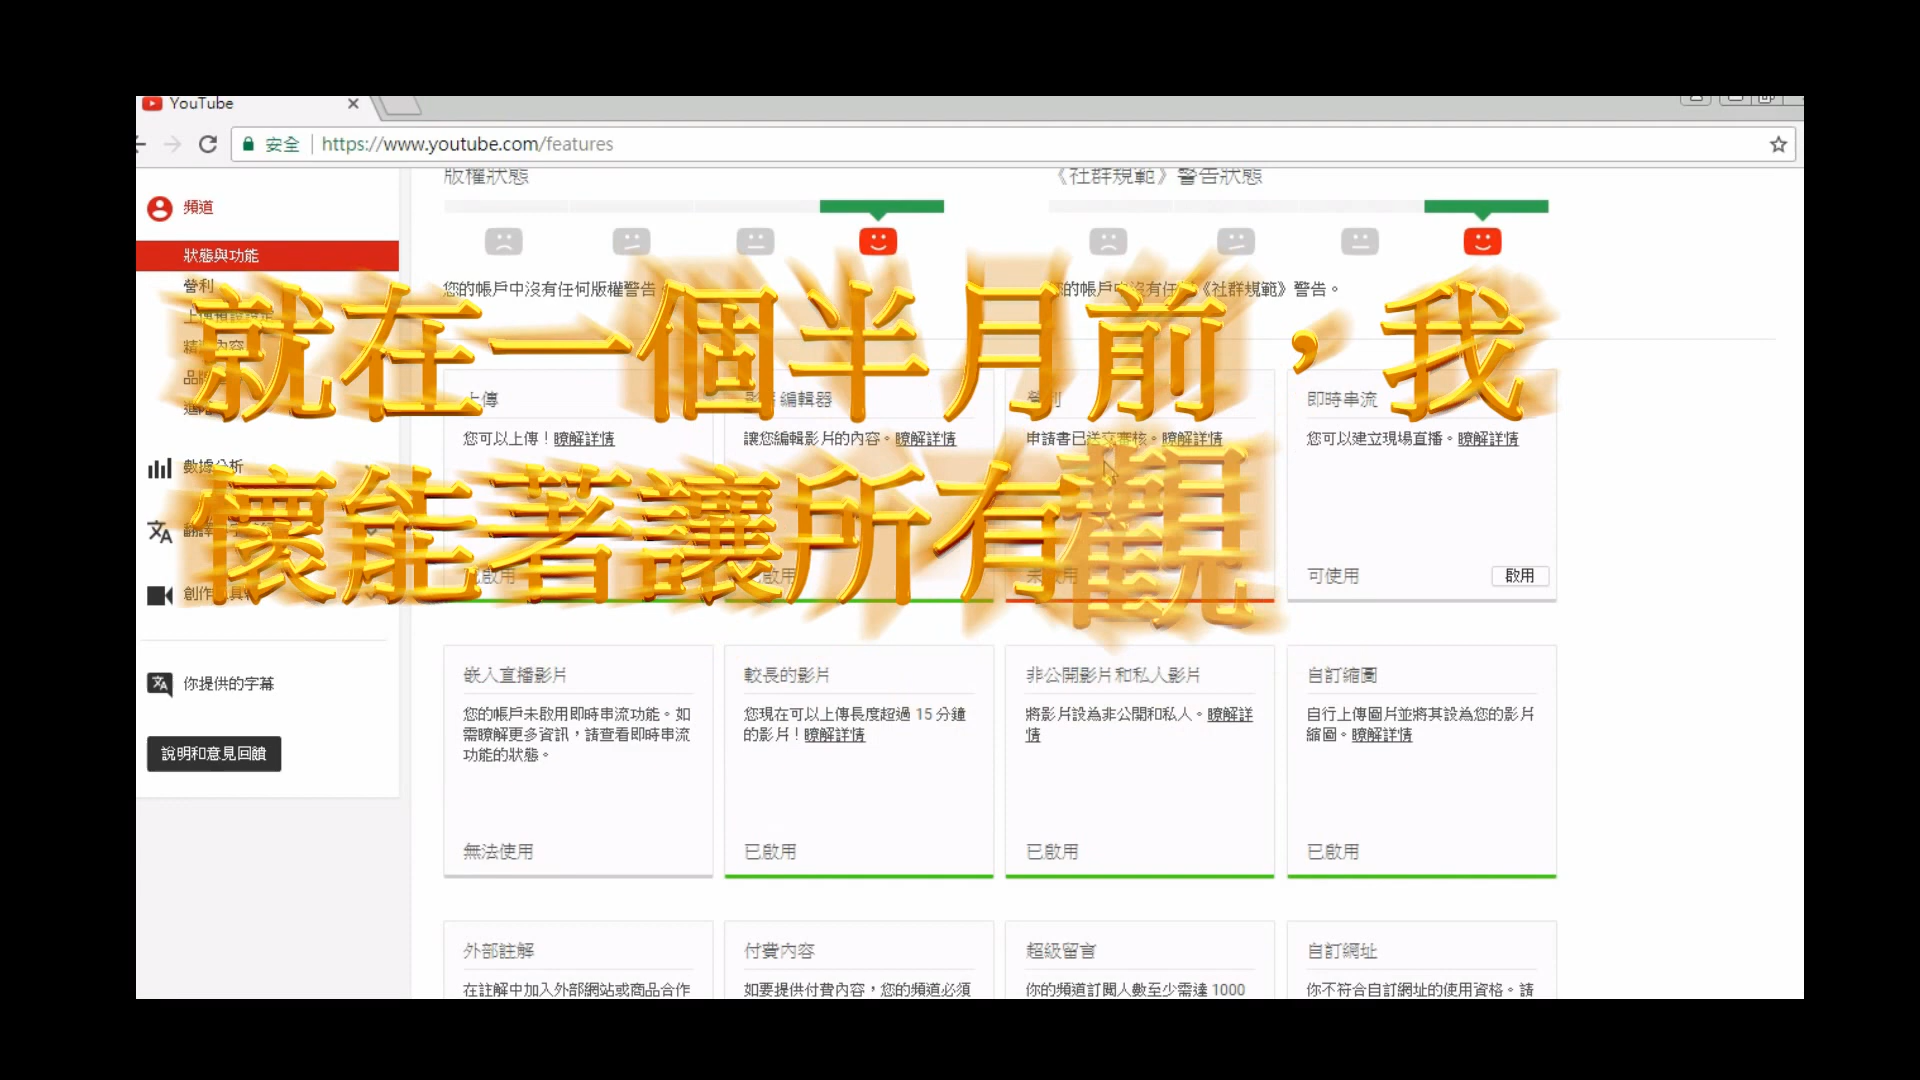 YouTube
安全 https://www.youtube.com/features
版權狀態
《社群規範》警告狀態
頻道
狀態與功能
營利
您的帳戶中沒有任何版權警告
就在一個半月前,我
懷能著讓所有觀
上傳
您可以上傳!瞭解詳情
編輯器
讓您編輯影片的內容。瞭解詳情
申請書已送交審核。瞭解詳情
即時串流
您可以建立現場直播。瞭解詳情
可使用
啟用
數據分析
你提供的字幕
說明和意見回饋
嵌入直播影片
您的帳戶未啟用即時串流功能。如
需瞭解更多資訊,請查看即時串流
功能的狀態。
無法使用
較長的影片
您現在可以上傳長度超過 15 分鐘
的影片!瞭解詳情
已啟用
非公開影片和私人影片
將影片設為非公開和私人。瞭解詳
情
已啟用
自訂縮圖
自行上傳圖片並將其設為您的影片
縮圖。瞭解詳情
已啟用
外部註解
在註解中加入外部網站或商品合作
付費內容
如要提供付費內容,您的頻道必須
超級留言
你的頻道訂閱人數至少需達 1000
自訂網址
你不符合自訂網址的使用資格。請